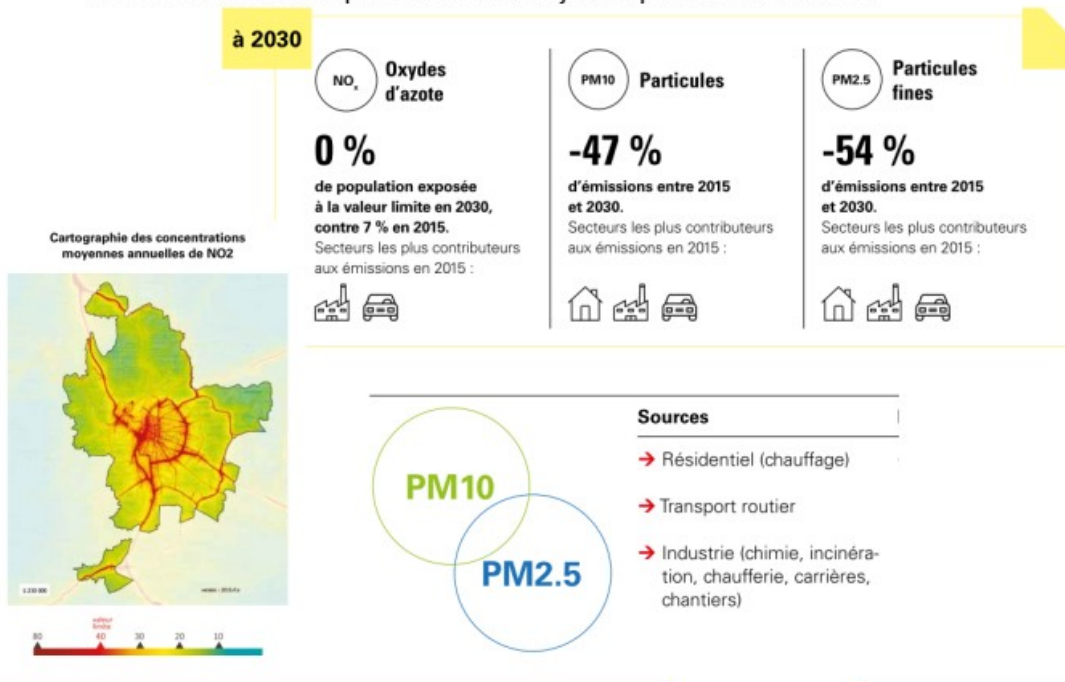 à 2030
NOx
Oxydes
d'azote
0 %
de population exposée
à la valeur limite en 2030,
contre 7 % en 2015.
Secteurs les plus contributeurs
aux émissions en 2015 :
PM10
Particules
-47 %
d'émissions entre 2015
et 2030.
Secteurs les plus contributeurs
aux émissions en 2015 :
PM2.5
Particules
fines
-54 %
d'émissions entre 2015
et 2030.
Secteurs les plus contributeurs
aux émissions en 2015 :
Cartographie des concentrations
moyennes annuelles de NO2
valeur
limite
80 40 30 20 10
PM10
PM2.5
Sources
→ Résidentiel (chauffage)
→ Transport routier
→ Industrie (chimie, incinéra-
tion, chaufferie, carrières,
chantiers)